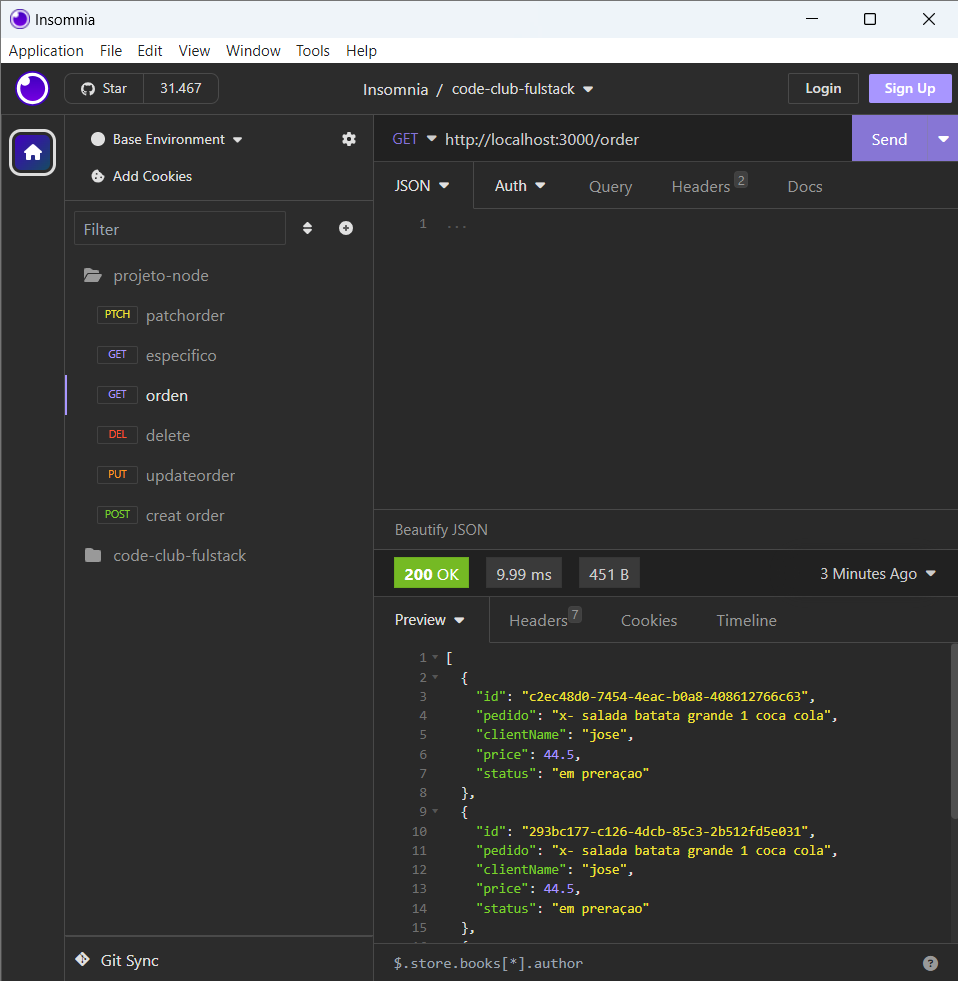 Insomnia
Application File Edit View Window Tools Help
Star 31.467
Insomnia / code-club-fulstack
Login Sign Up
Base Environment
Add Cookies
Filter
projeto-node
PTCH patchorder
GET especifico
GET orden
DEL delete
PUT updateorder
POST creat order
code-club-fulstack
Git Sync
GET http://localhost:3000/order Send
JSON Auth Query Headers 2 Docs
1 ...
Beautify JSON
200 OK 9.99 ms 451 B 3 Minutes Ago
Preview Headers 7 Cookies Timeline
1 [
2 {
3 "id": "c2ec48d0-7454-4eac-b0a8-408612766c63",
4 "pedido": "x- salada batata grande 1 coca cola",
5 "clientName": "jose",
6 "price": 44.5,
7 "status": "em preraçao"
8 },
9 {
10 "id": "293bc177-c126-4dcb-85c3-2b512fd5e031",
11 "pedido": "x- salada batata grande 1 coca cola",
12 "clientName": "jose",
13 "price": 44.5,
14 "status": "em preraçao"
15 },
$.store.books[*].author ?